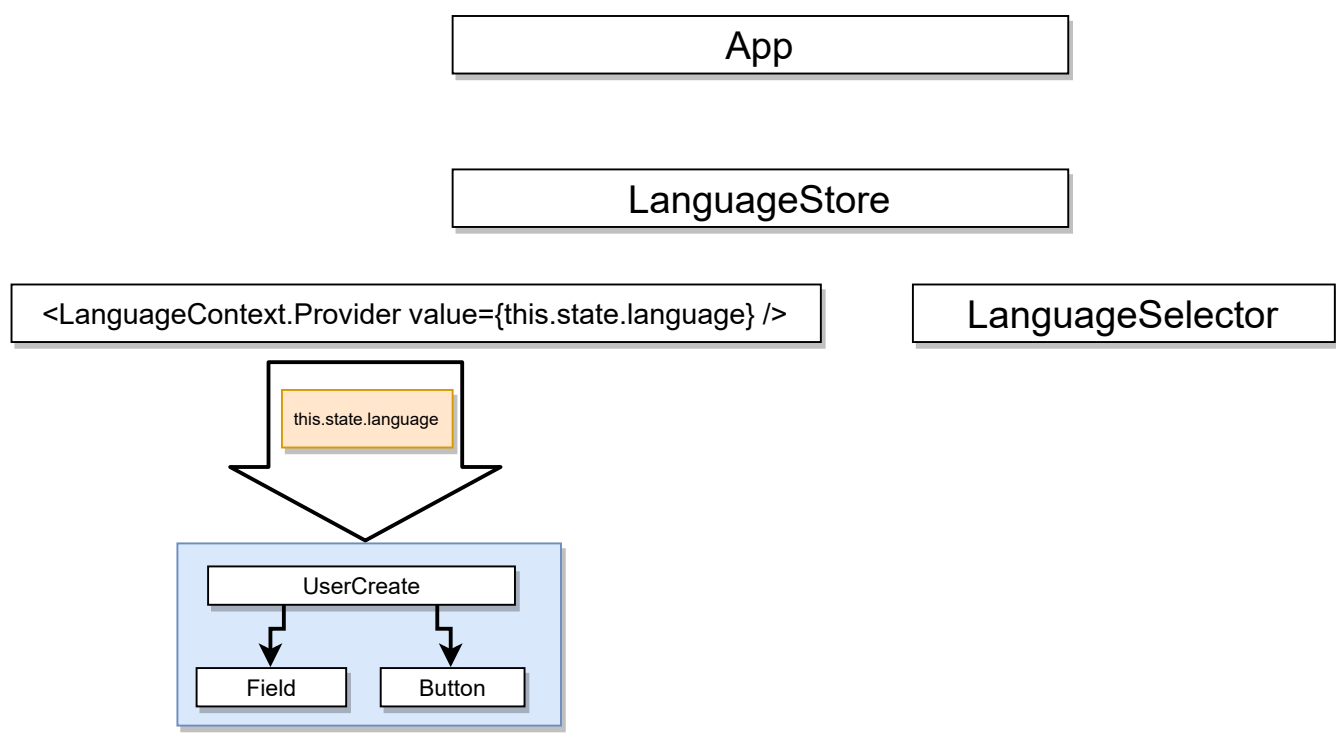 App
LanguageStore
<LanguageContext.Provider value={this.state.language} />
LanguageSelector
this.state.language
UserCreate
Field
Button